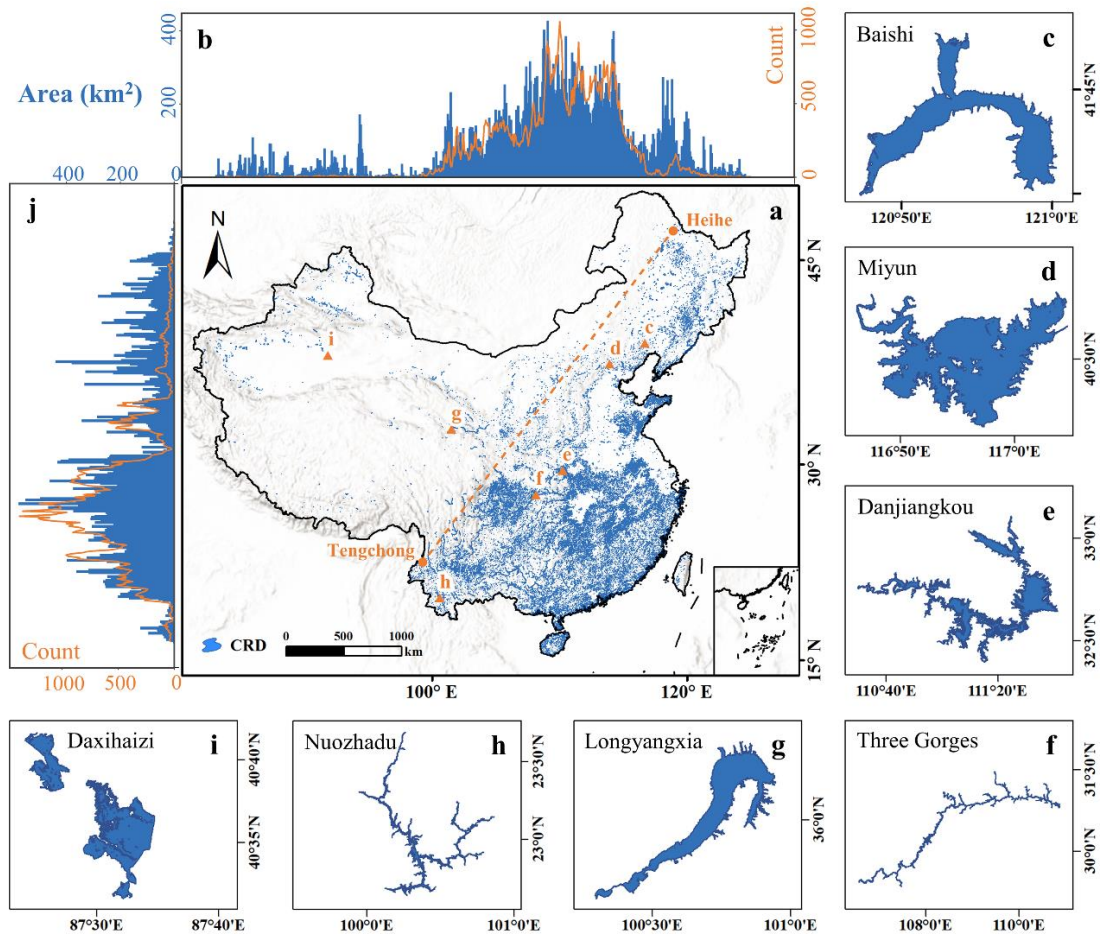 b
Area (km²)
400
200
0
Count
1000
500
0
Baishi
c
41°45'N
120°50'E
121°0'E
400
200
0
j
Count
1000
500
0
N
a
Heihe
45° N
30° N
15° N
i
c
d
g
e
f
Tengchong
h
CRD
0
500
1000
km
100° E
120° E
Miyun
d
40°30'N
116°50'E
117°0'E
Danjiangkou
e
33°0'N
32°30'N
110°40'E
111°20'E
Daxihaizi
i
40°40'N
40°35'N
87°30'E
87°40'E
Nuozhadu
h
23°30'N
23°0'N
100°0'E
101°0'E
Longyangxia
g
36°0'N
100°30'E
101°0'E
Three Gorges
f
31°30'N
30°0'N
108°0'E
110°0'E